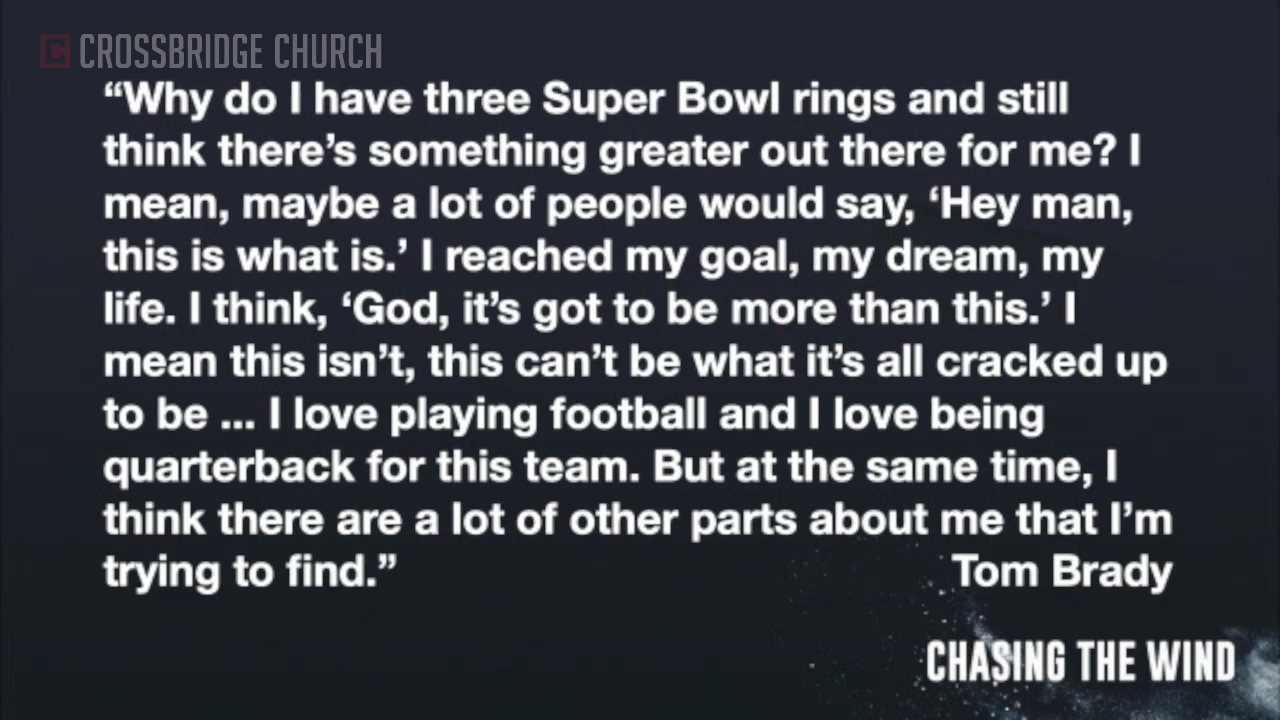 CROSSBRIDGE CHURCH
“Why do I have three Super Bowl rings and still
think there’s something greater out there for me? I
mean, maybe a lot of people would say, ‘Hey man,
this is what is.’ I reached my goal, my dream, my
life. I think, ‘God, it’s got to be more than this.’ I
mean this isn’t, this can’t be what it’s all cracked up
to be ... I love playing football and I love being
quarterback for this team. But at the same time, I
think there are a lot of other parts about me that I’m
trying to find.” Tom Brady
CHASING THE WIND